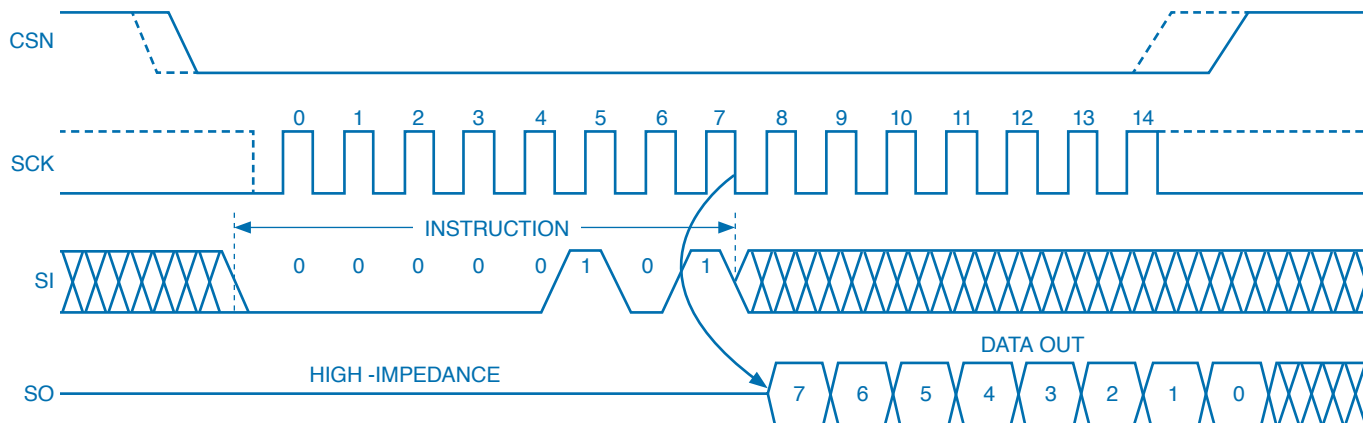 CSN
0 1 2 3 4 5 6 7 8 9 10 11 12 13 14
SCK
INSTRUCTION
SI 0 0 0 0 0 1 0 1
DATA OUT
HIGH -IMPEDANCE
SO 7 6 5 4 3 2 1 0